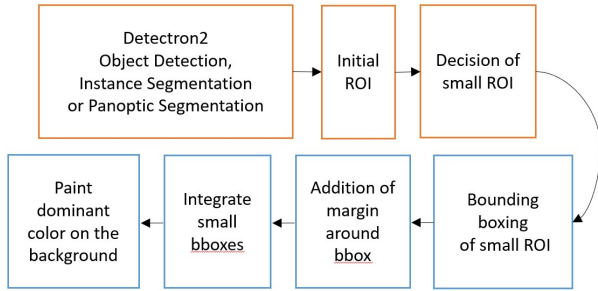 Detectron2
Object Detection,
Instance Segmentation
or Panoptic Segmentation
Initial
ROI
Decision of
small ROI
Bounding
boxing
of small ROI
Addition of
margin
around
bbox
Integrate
small
bboxes
Paint
dominant
color on the
background